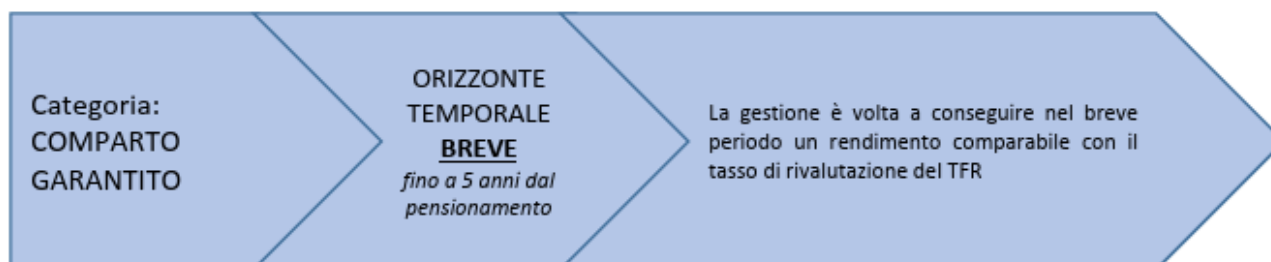 Categoria:
COMPARTO
GARANTITO
ORIZZONTE
TEMPORALE
BREVE
fino a 5 anni dal
pensionamento
La gestione è volta a conseguire nel breve
periodo un rendimento comparabile con il
tasso di rivalutazione del TFR